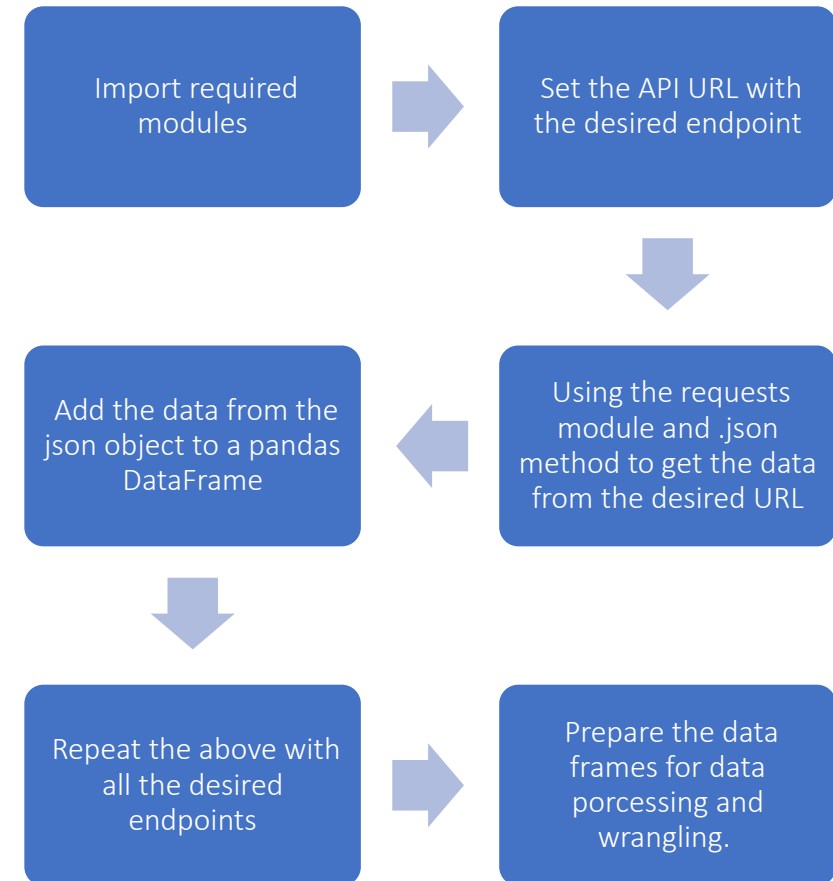 Import required
modules
Set the API URL with
the desired endpoint
Using the requests
module and .json
method to get the data
from the desired URL
Add the data from the
json object to a pandas
DataFrame
Repeat the above with
all the desired
endpoints
Prepare the data
frames for data
porcessing and
wrangling.